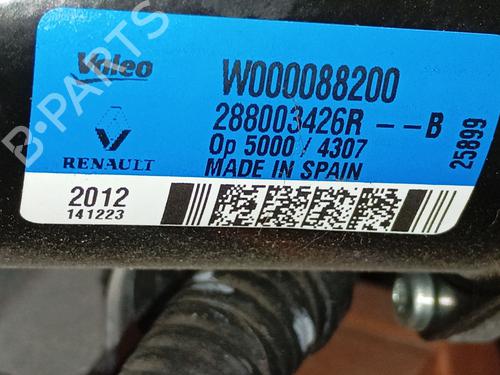 Valeo
W000088200
288003426R -- B
Op 5000 / 4307
MADE IN SPAIN
25899
RENAULT
2012
141223
B-PARTS